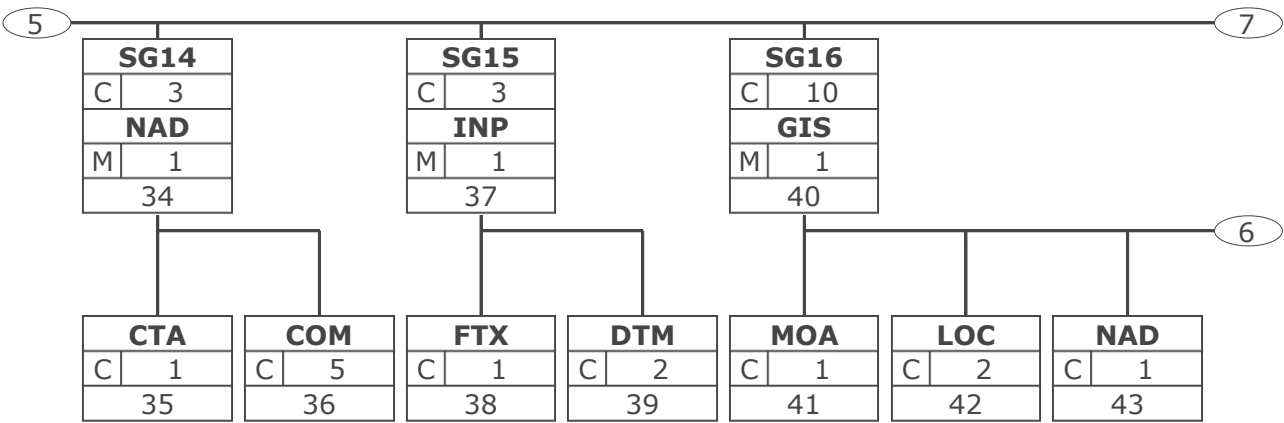 5 7
SG14 SG15 SG16
C 3 C 3 C 10
NAD INP GIS
M 1 M 1 M 1
34 37 40
6
CTA COM FTX DTM MOA LOC NAD
C 1 C 5 C 1 C 2 C 1 C 2 C 1
35 36 38 39 41 42 43